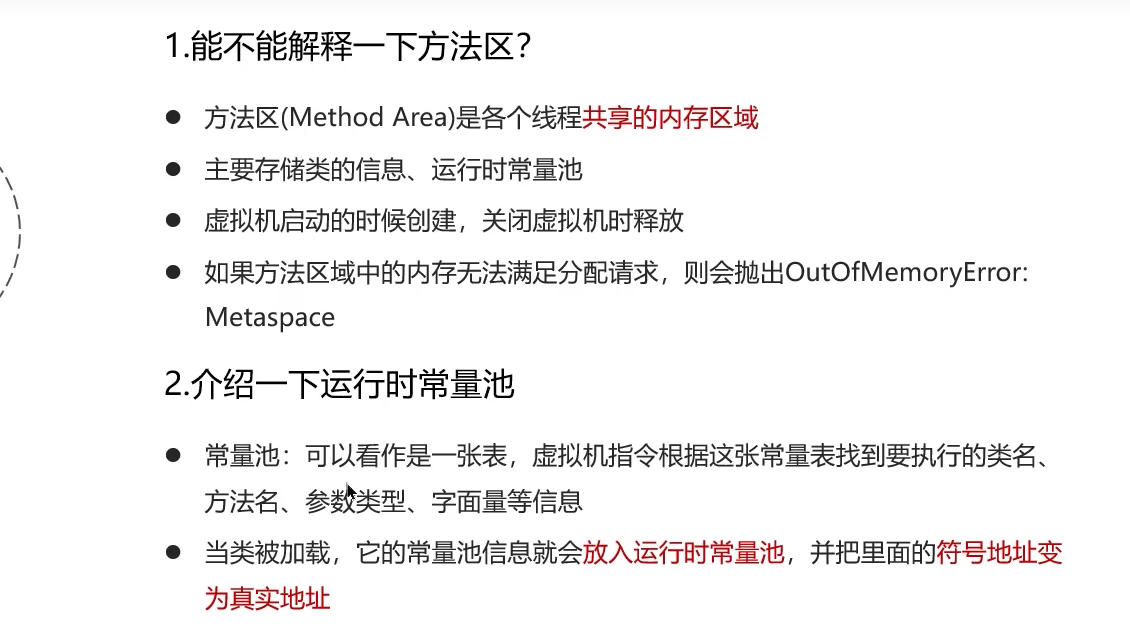 1.能不能解释一下方法区？
● 方法区(Method Area)是各个线程共享的内存区域
● 主要存储类的信息、运行时常量池
● 虚拟机启动的时候创建，关闭虚拟机时释放
● 如果方法区域中的内存无法满足分配请求，则会抛出OutOfMemoryError:
Metaspace
2.介绍一下运行时常量池
● 常量池：可以看作是一张表，虚拟机指令根据这张常量表找到要执行的类名、
方法名、参数类型、字面量等信息
● 当类被加载，它的常量池信息就会放入运行时常量池，并把里面的符号地址变
为真实地址